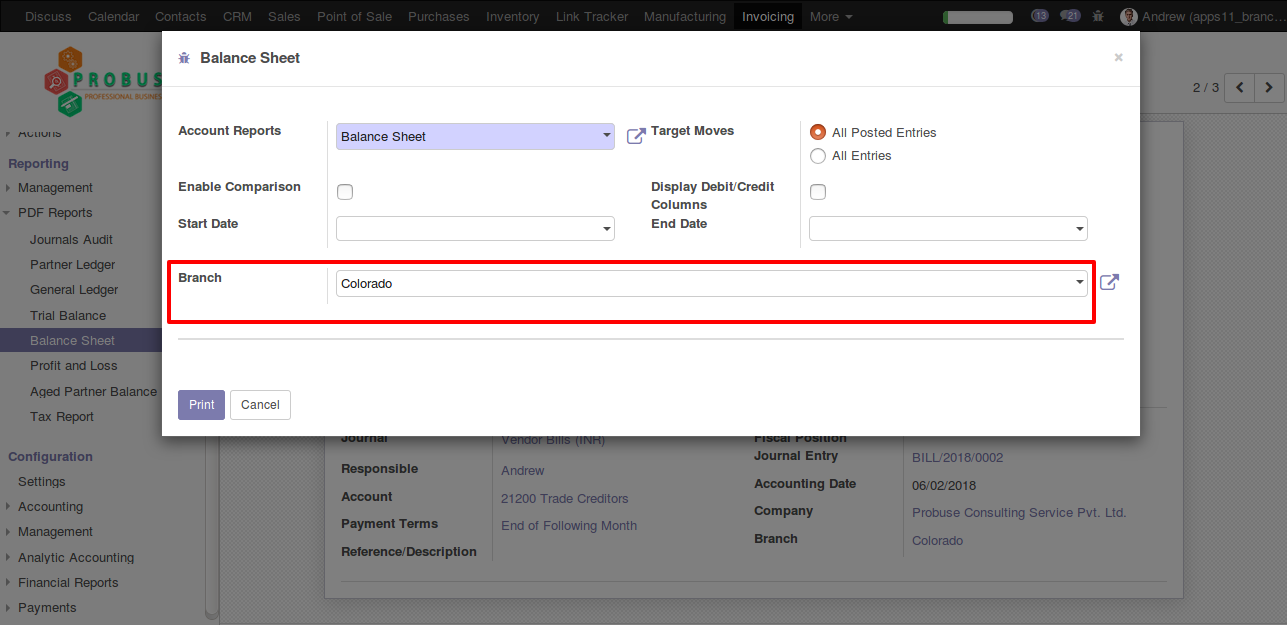 Discuss Calendar Contacts CRM Sales Point of Sale Purchases Inventory Link Tracker Manufacturing Invoicing More 13 21 Andrew (apps11_branc...
PROBUS
PROFESSIONAL BUSINES
2 / 3
Balance Sheet ×
Account Reports Balance Sheet Target Moves All Posted Entries
All Entries
Enable Comparison Display Debit/Credit Columns
Start Date End Date
Branch Colorado
Print Cancel
Actions
Reporting
Management
PDF Reports
Journals Audit
Partner Ledger
General Ledger
Trial Balance
Balance Sheet
Profit and Loss
Aged Partner Balance
Tax Report
Configuration
Settings
Accounting
Management
Analytic Accounting
Financial Reports
Payments
Journal Vendor Bills (INR) Fiscal Position
Journal Entry BILL/2018/0002
Responsible Andrew
Accounting Date 06/02/2018
Account 21200 Trade Creditors
Company Probuse Consulting Service Pvt. Ltd.
Payment Terms End of Following Month
Branch Colorado
Reference/Description